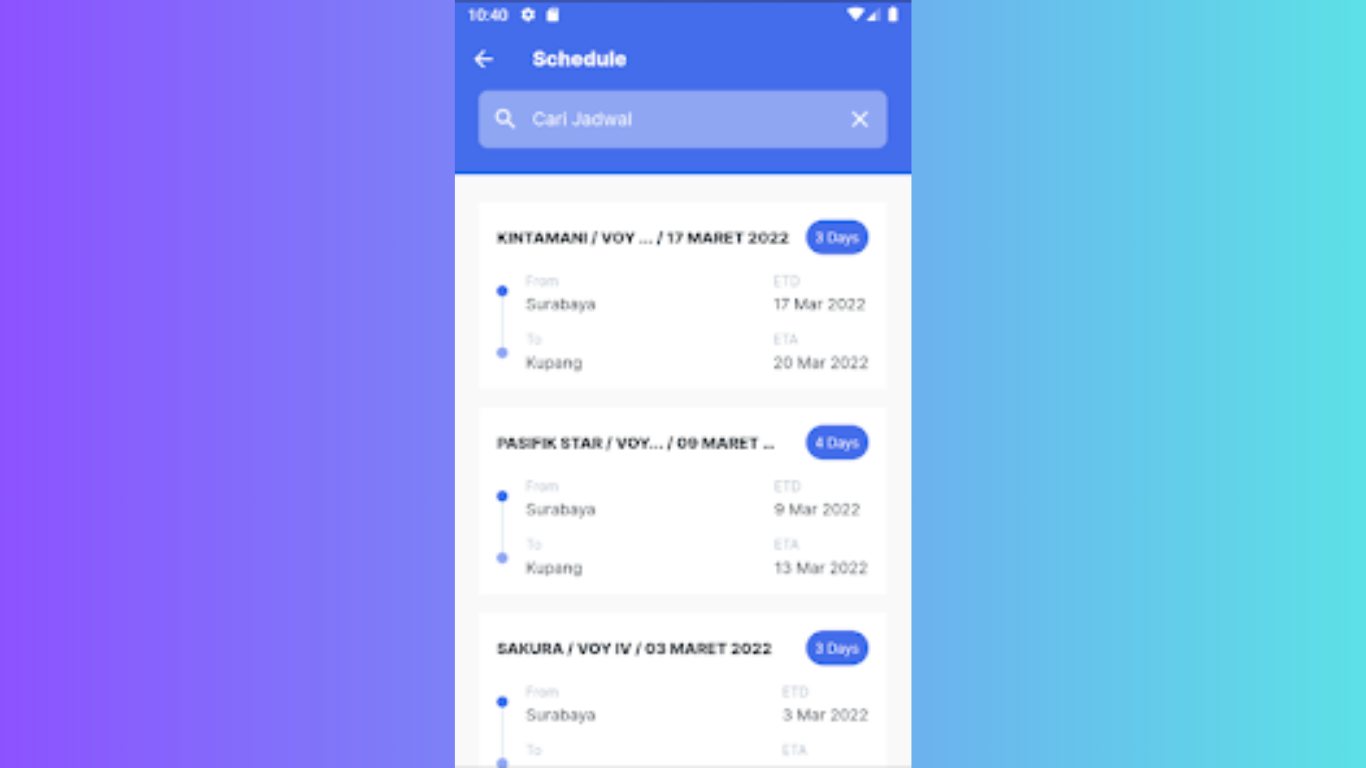 10:40
Schedule
Cari Jadwal
KINTAMANI / VOY ... / 17 MARET 2022
3 Days
From
ETD
Surabaya
17 Mar 2022
To
ETA
Kupang
20 Mar 2022
PASIFIK STAR / VOY... / 09 MARET ...
4 Days
From
ETD
Surabaya
9 Mar 2022
To
ETA
Kupang
13 Mar 2022
SAKURA / VOY IV / 03 MARET 2022
3 Days
From
ETD
Surabaya
3 Mar 2022
To
ETA